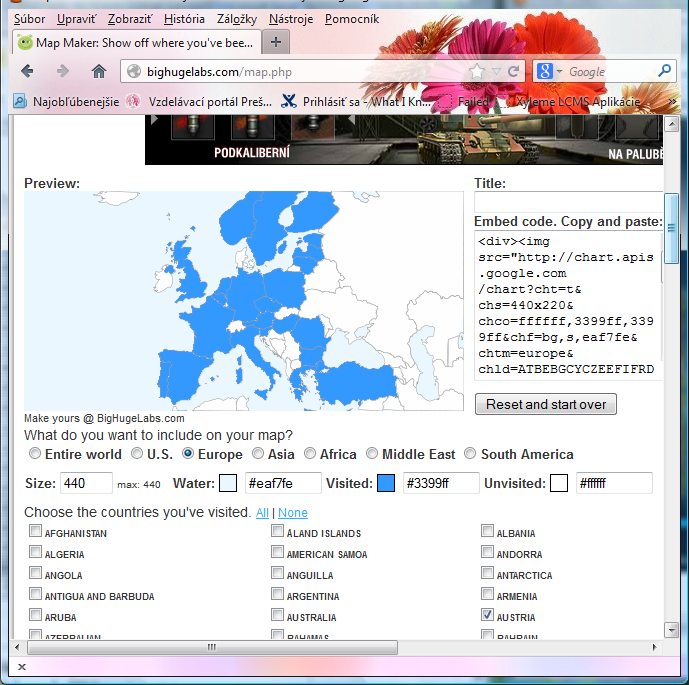 Súbor Upraviť Zobraziť História Záložky Nástroje Pomocník
Map Maker: Show off where you've bee...
bighugelabs.com/map.php
Google
Najobľúbenejšie Vzdelávací portál Preš... Prihlásiť sa - What I Kn... Failed Xyleme LCMS Aplikácie »
PODKALIBERNÍ NA PALUBĚ
Preview: Title:
Embed code. Copy and paste:
<div><img
src="http://chart.apis
.google.com
/chart?cht=t&
chs=440x220&
chco=ffffff,3399ff,339
9ff&chf=bg,s,eaf7fe&
chtm=europe&
chld=ATBEBGCYCZEEFIFRD
Reset and start over
Make yours @ BigHugeLabs.com
What do you want to include on your map?
Entire world U.S. Europe Asia Africa Middle East South America
Size: 440 max: 440 Water: #eaf7fe Visited: #3399ff Unvisited: #ffffff
Choose the countries you've visited. All | None
AFGHANISTAN ÅLAND ISLANDS ALBANIA
ALGERIA AMERICAN SAMOA ANDORRA
ANGOLA ANGUILLA ANTARCTICA
ANTIGUA AND BARBUDA ARGENTINA ARMENIA
ARUBA AUSTRALIA AUSTRIA
AZERBAIJAN BAHAMAS BAHRAIN